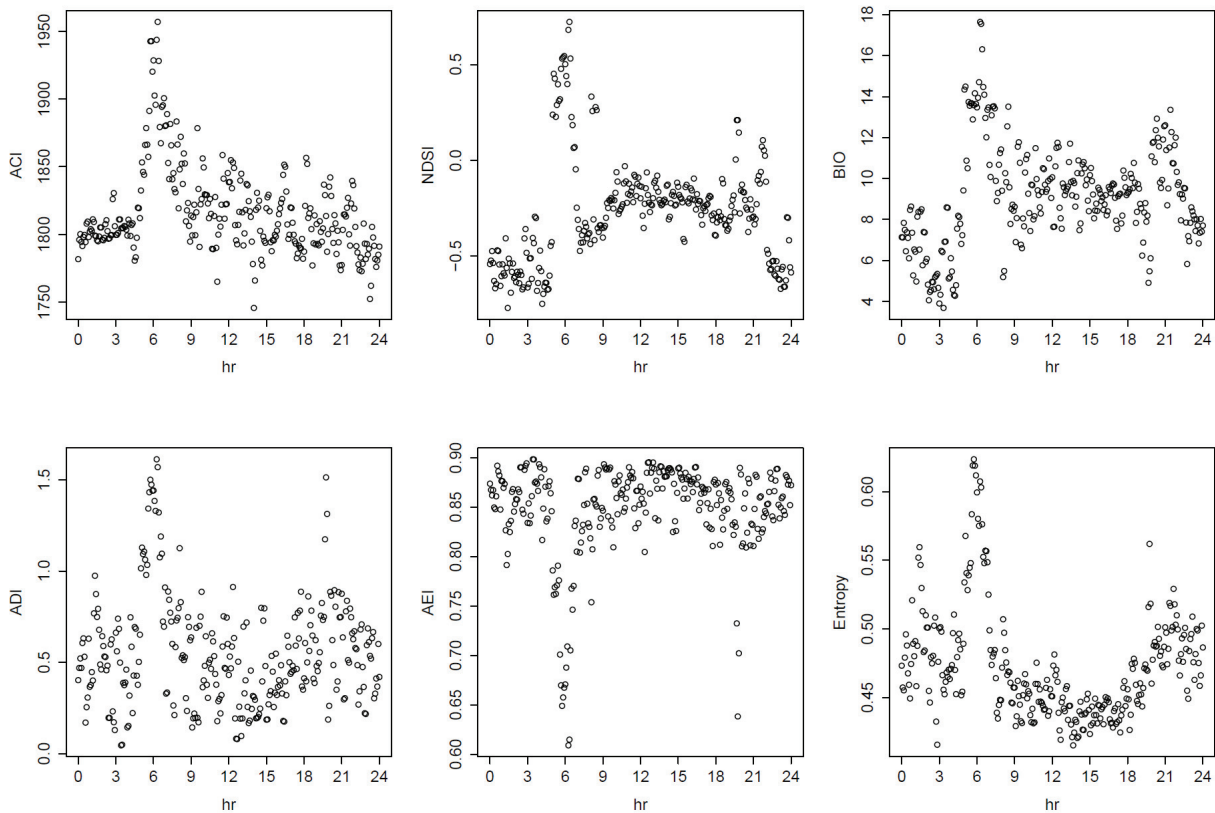 ACI
1950
1900
1850
1800
1750
0 3 6 9 12 15 18 21 24
hr
NDSI
0.5
0.0
−0.5
0 3 6 9 12 15 18 21 24
hr
BIO
18
16
14
12
10
8
6
4
0 3 6 9 12 15 18 21 24
hr
ADI
1.5
1.0
0.5
0.0
0 3 6 9 12 15 18 21 24
hr
AEI
0.90
0.85
0.80
0.75
0.70
0.65
0.60
0 3 6 9 12 15 18 21 24
hr
Entropy
0.60
0.55
0.50
0.45
0 3 6 9 12 15 18 21 24
hr